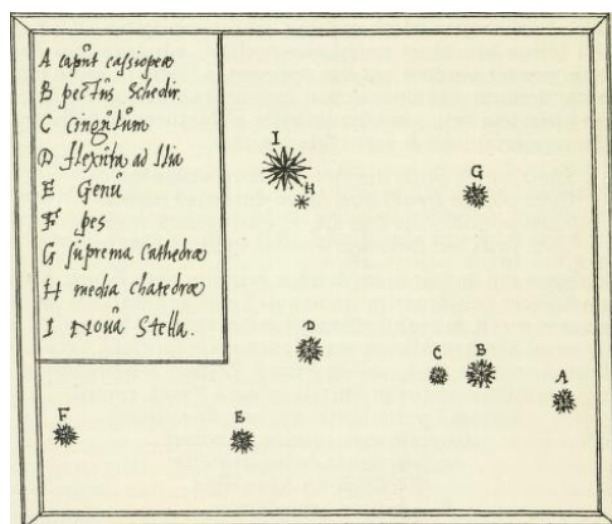 A caput cassiopeæ
B pectus Schedir.
C cingulum
D flexura ad Ilia
E Genu
F pes
G suprema Cathedræ
H media chatedræ
I Nova Stella.
I
H
G
D
C
B
A
F
E